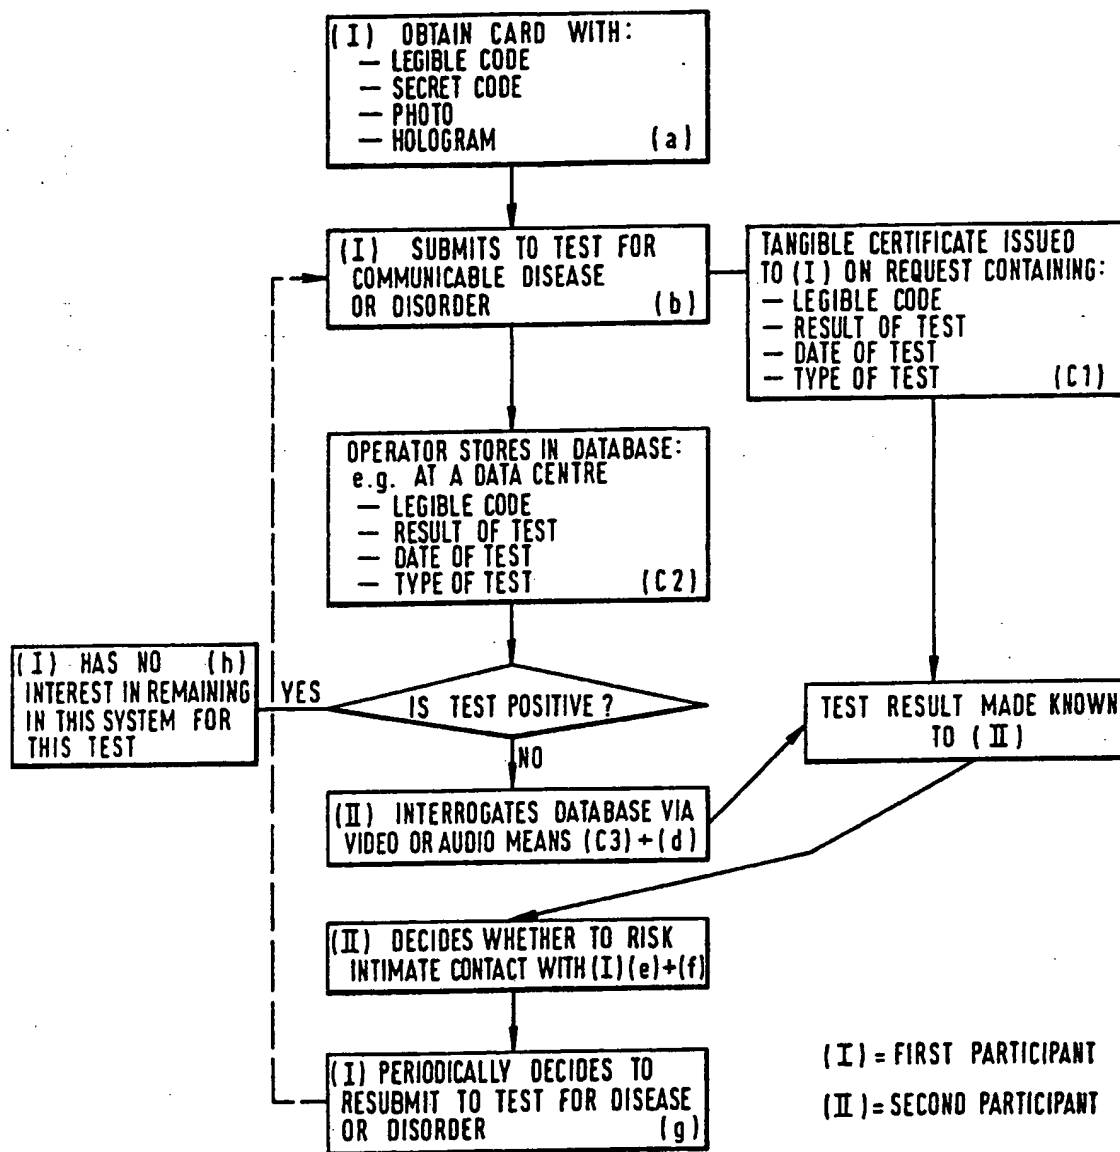 (I) OBTAIN CARD WITH:
— LEGIBLE CODE
— SECRET CODE
— PHOTO
— HOLOGRAM (a)
(I) SUBMITS TO TEST FOR
COMMUNICABLE DISEASE
OR DISORDER (b)
TANGIBLE CERTIFICATE ISSUED
TO (I) ON REQUEST CONTAINING:
— LEGIBLE CODE
— RESULT OF TEST
— DATE OF TEST
— TYPE OF TEST (C1)
OPERATOR STORES IN DATABASE:
e.g. AT A DATA CENTRE
— LEGIBLE CODE
— RESULT OF TEST
— DATE OF TEST
— TYPE OF TEST (C2)
(I) HAS NO (h)
INTEREST IN REMAINING
IN THIS SYSTEM FOR
THIS TEST
YES
IS TEST POSITIVE ?
NO
TEST RESULT MADE KNOWN
TO (II)
(II) INTERROGATES DATABASE VIA
VIDEO OR AUDIO MEANS (C3)+(d)
(II) DECIDES WHETHER TO RISK
INTIMATE CONTACT WITH (I)(e)+(f)
(I) PERIODICALLY DECIDES TO
RESUBMIT TO TEST FOR DISEASE
OR DISORDER (g)
(I) = FIRST PARTICIPANT
(II) = SECOND PARTICIPANT